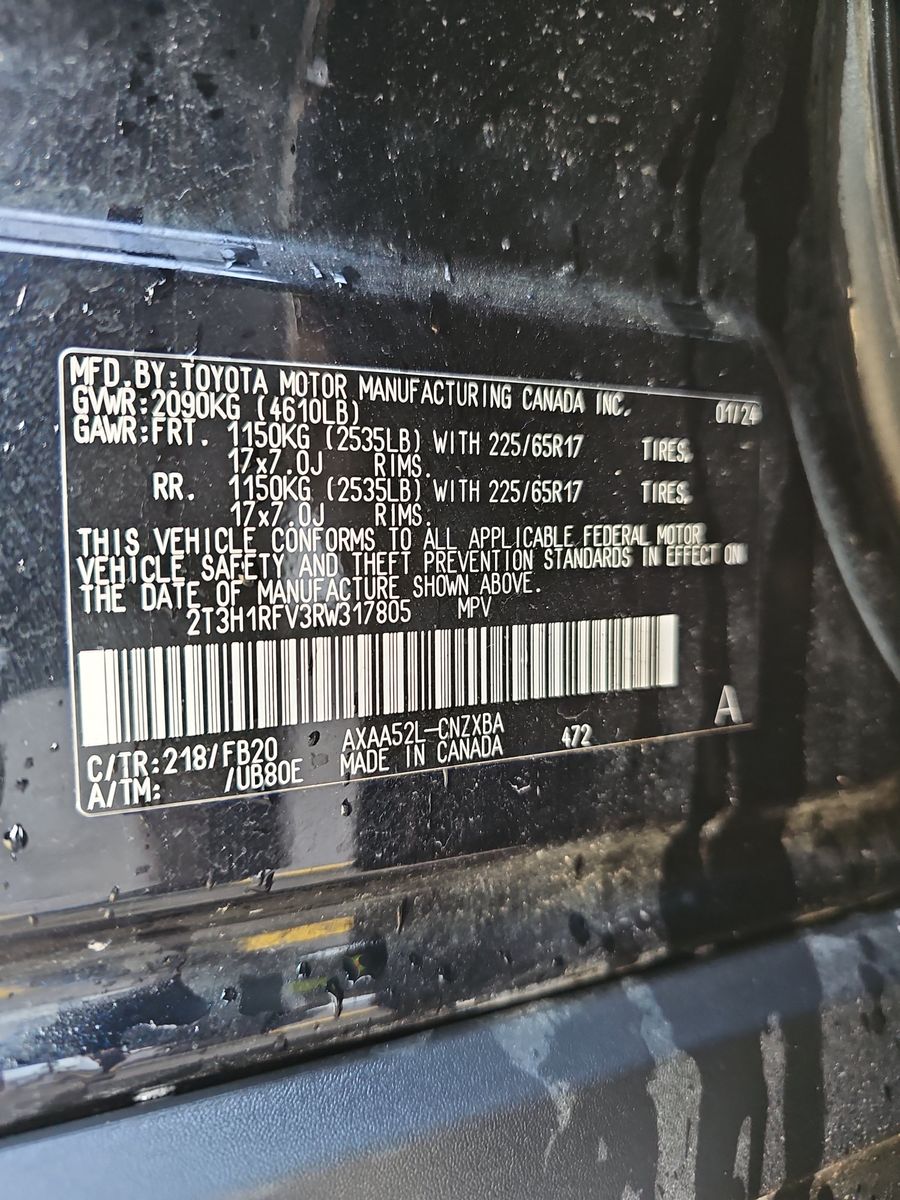 MFD.BY:TOYOTA MOTOR MANUFACTURING CANADA INC. 01/24
GVWR:2090KG (4610LB)
GAWR:FRT. 1150KG (2535LB) WITH 225/65R17 TIRES,
17x7.0J RIMS.
RR. 1150KG (2535LB) WITH 225/65R17 TIRES,
17x7.0J RIMS.
THIS VEHICLE CONFORMS TO ALL APPLICABLE FEDERAL MOTOR
VEHICLE SAFETY AND THEFT PREVENTION STANDARDS IN EFFECT ON
THE DATE OF MANUFACTURE SHOWN ABOVE.
2T3H1RFV3RW317805 MPV
A
C/TR:218/FB20 AXAA52L-CNZXBA 472
A/TM: /UB80E MADE IN CANADA